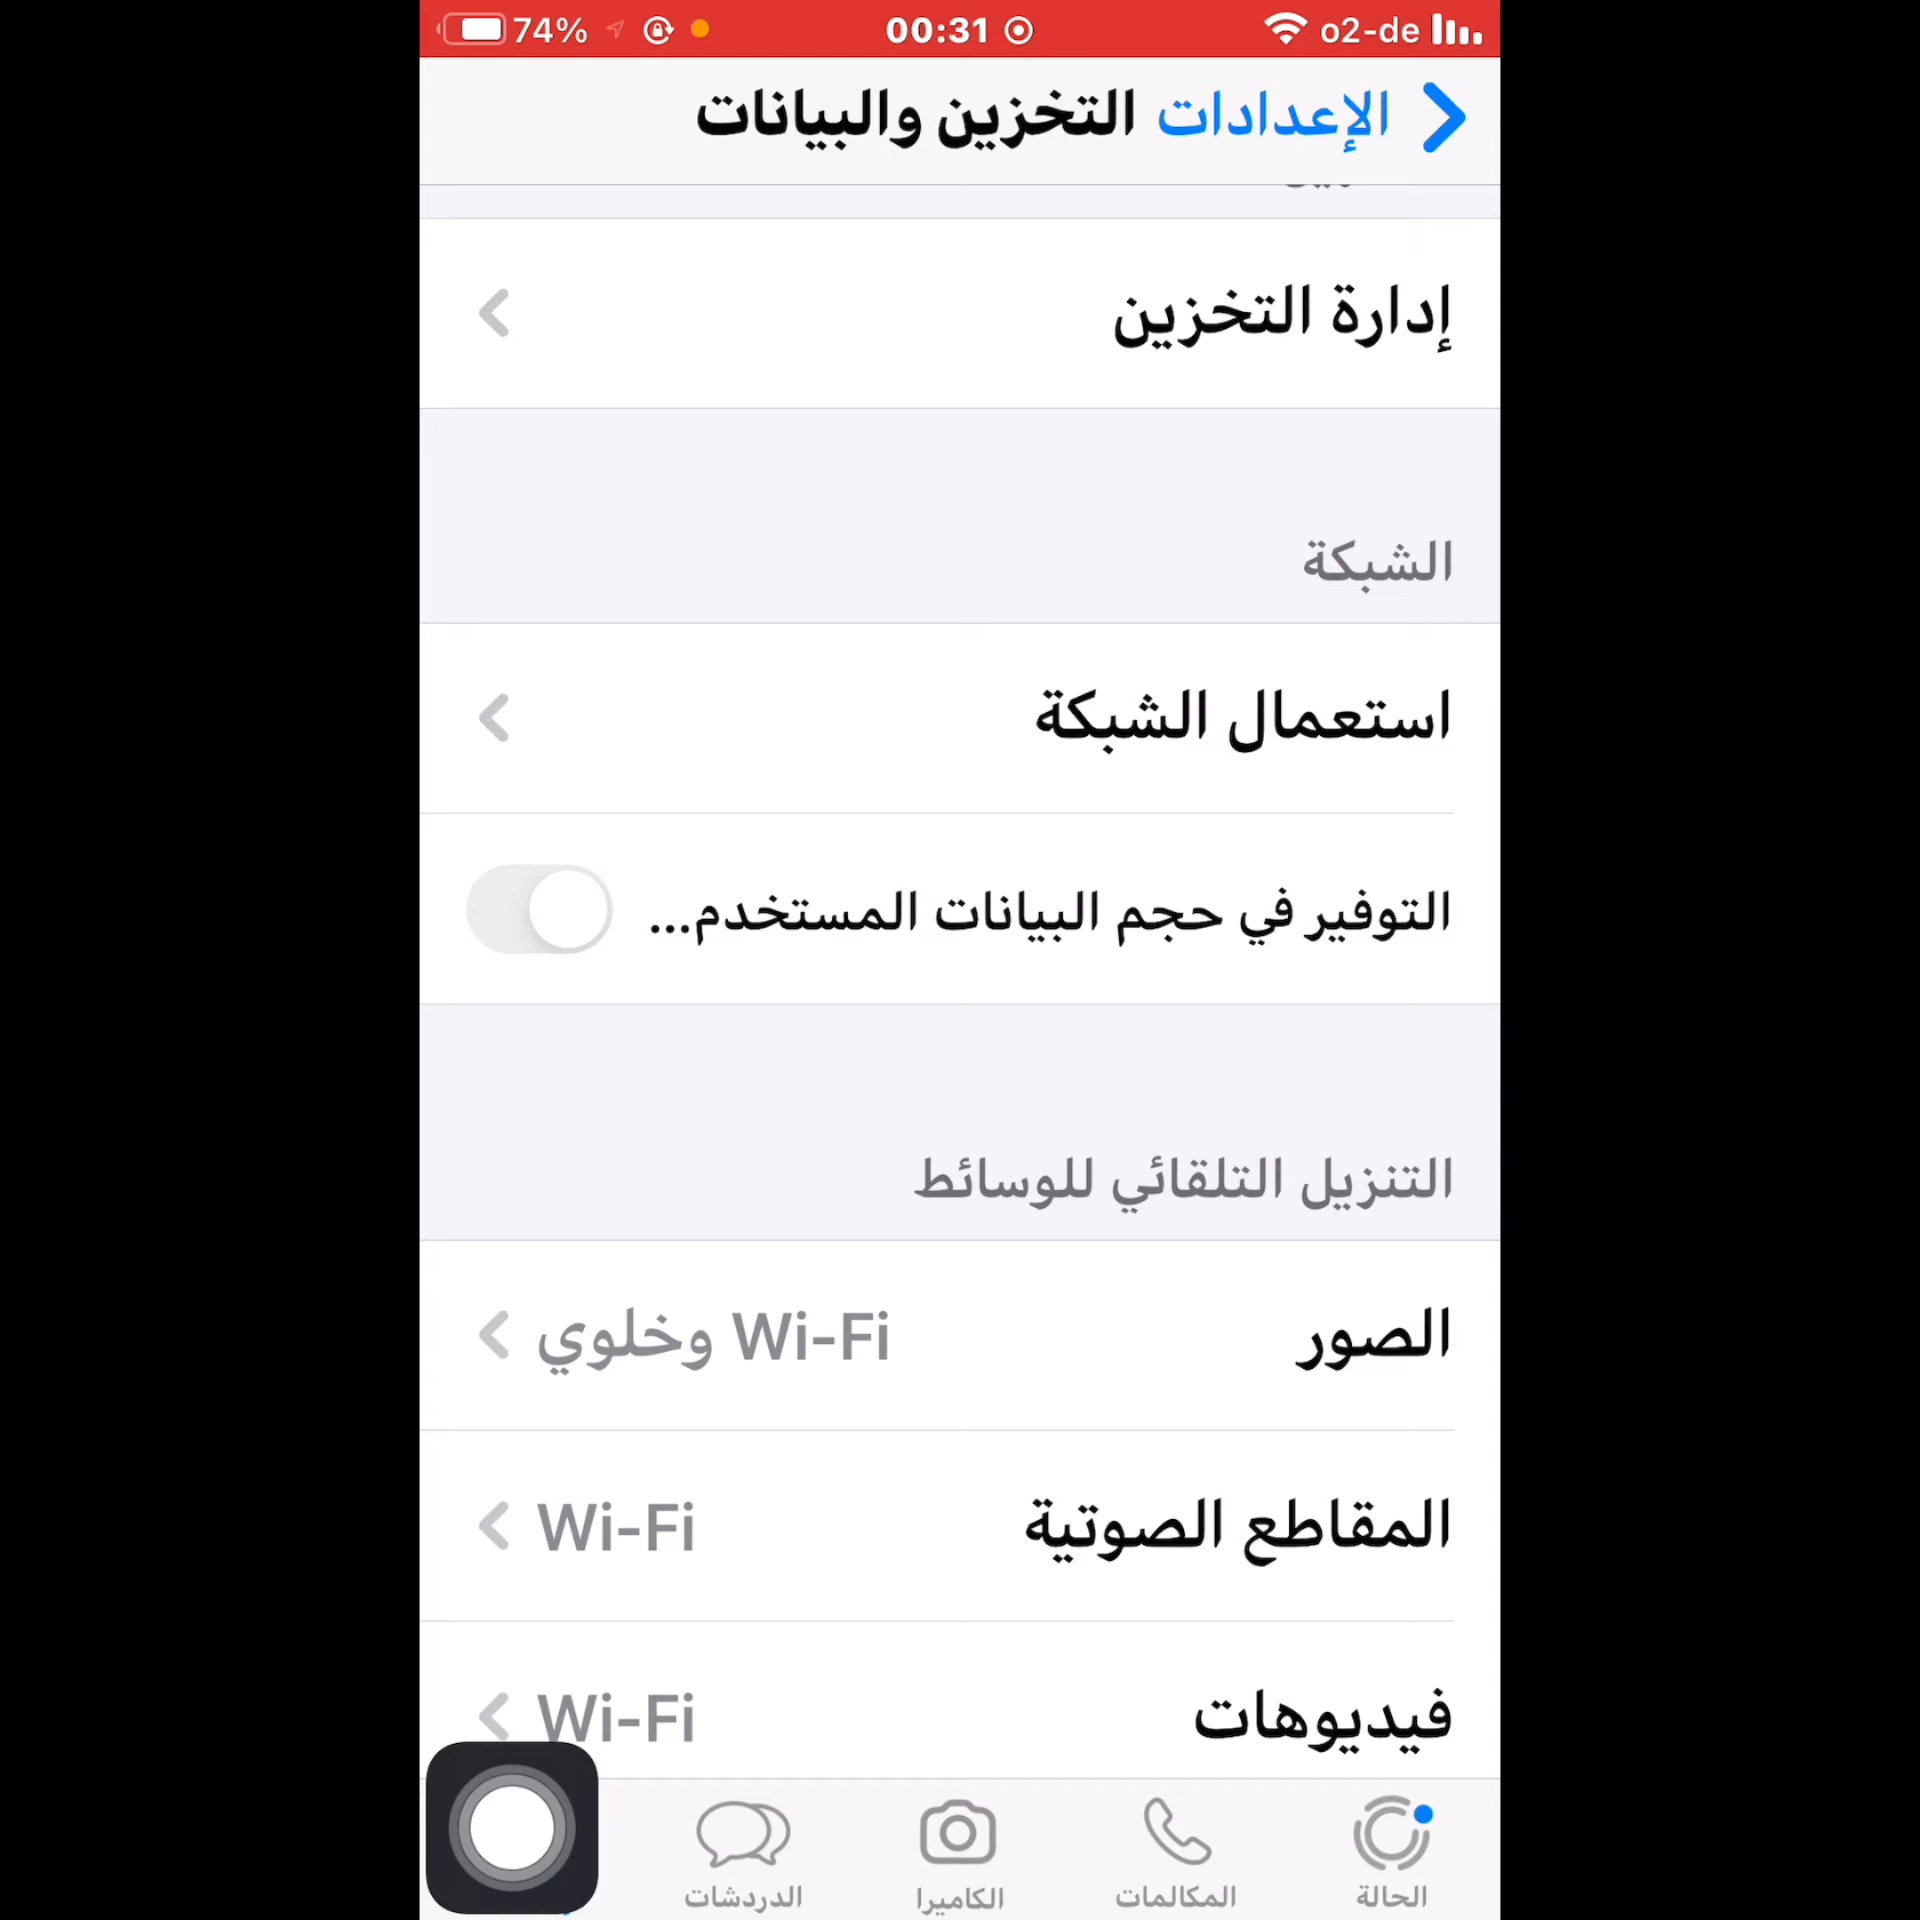 74% 00:31 o2-de
الإعدادات التخزين والبيانات
إدارة التخزين
الشبكة
استعمال الشبكة
التوفير في حجم البيانات المستخدم...
التنزيل التلقائي للوسائط
الصور Wi-Fi وخلوي
المقاطع الصوتية Wi-Fi
فيديوهات Wi-Fi
الحالة المكالمات الكاميرا الدردشات